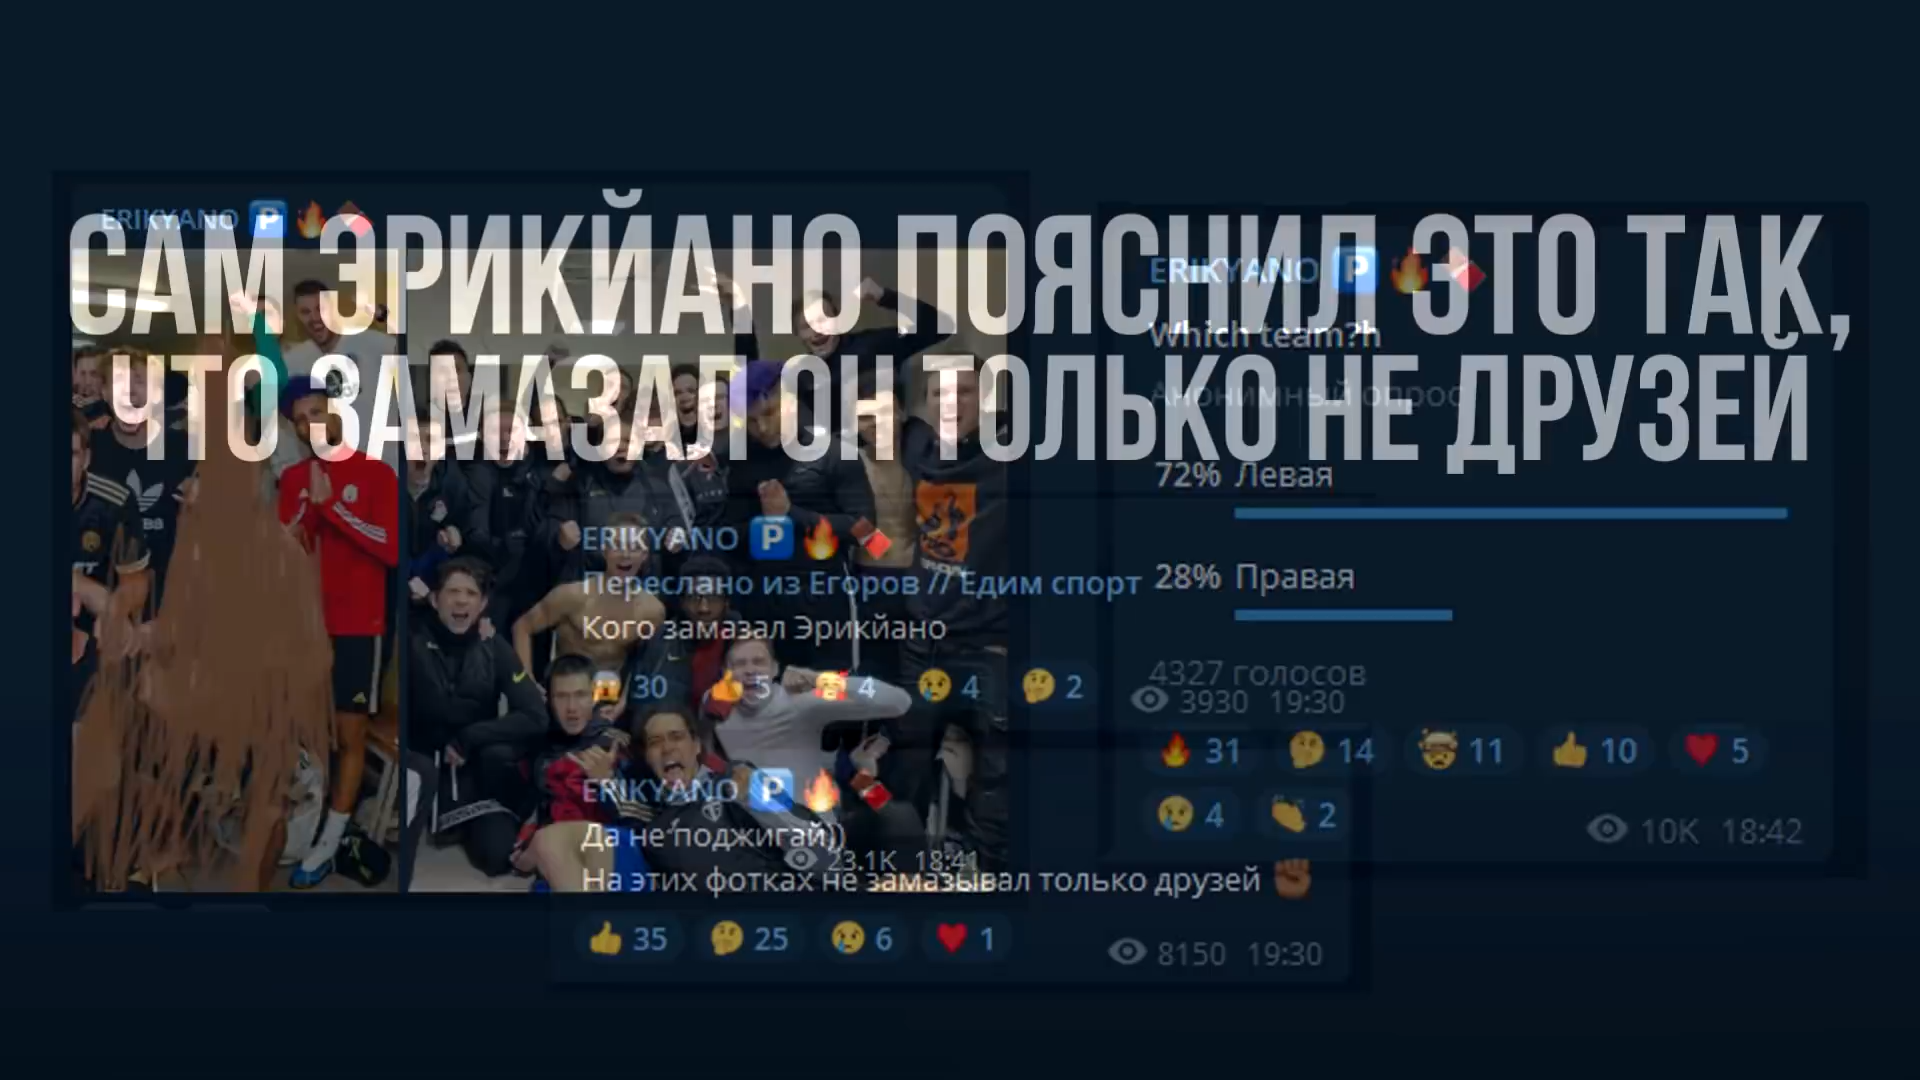 САМ ЭРИКЙАНО ПОЯСНИЛ ЭТО ТАК,
ЧТО ЗАМАЗАЛ ОН ТОЛЬКО НЕ ДРУЗЕЙ
ERIKYANO 🅿️🔥♦️
23.1K 18:41
ERIKYANO 🅿️🔥♦️
Which team?h
Анонимный опрос
72% Левая
28% Правая
4327 голосов
🔥 31 🤔 14 🤯 11 👍 10 ❤️ 5
😢 4 👏 2
10K 18:42
ERIKYANO 🅿️🔥♦️
Переслано из Егоров // Едим спорт
Кого замазал Эрикйано
😱 30 👍 5 🥰 4 😢 4 🤔 2
3930 19:30
ERIKYANO 🅿️🔥♦️
Да не поджигай))
На этих фотках не замазывал только друзей ✊🏾
👍 35 🤔 25 😢 6 ❤️ 1
8150 19:30